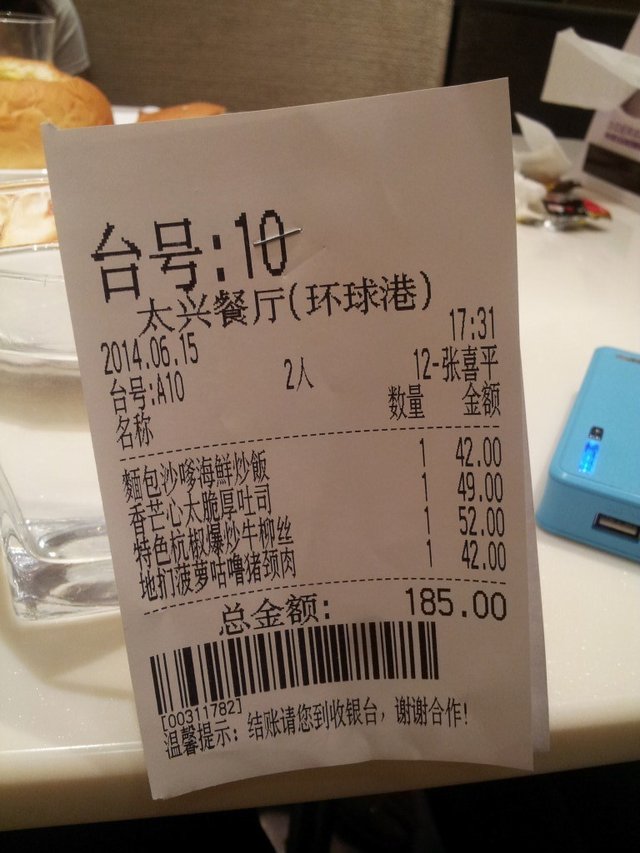 台号:10
太兴餐厅(环球港)
2014.06.15 17:31
台号:A10 2人 12-张喜平
名称 数量 金额
麵包沙嗲海鮮炒飯 1 42.00
香芒心太脆厚吐司 1 49.00
特色杭椒爆炒牛柳丝 1 52.00
地扪菠萝咕噜猪颈肉 1 42.00
总金额: 185.00
[00311782]
温馨提示: 结账请您到收银台，谢谢合作!